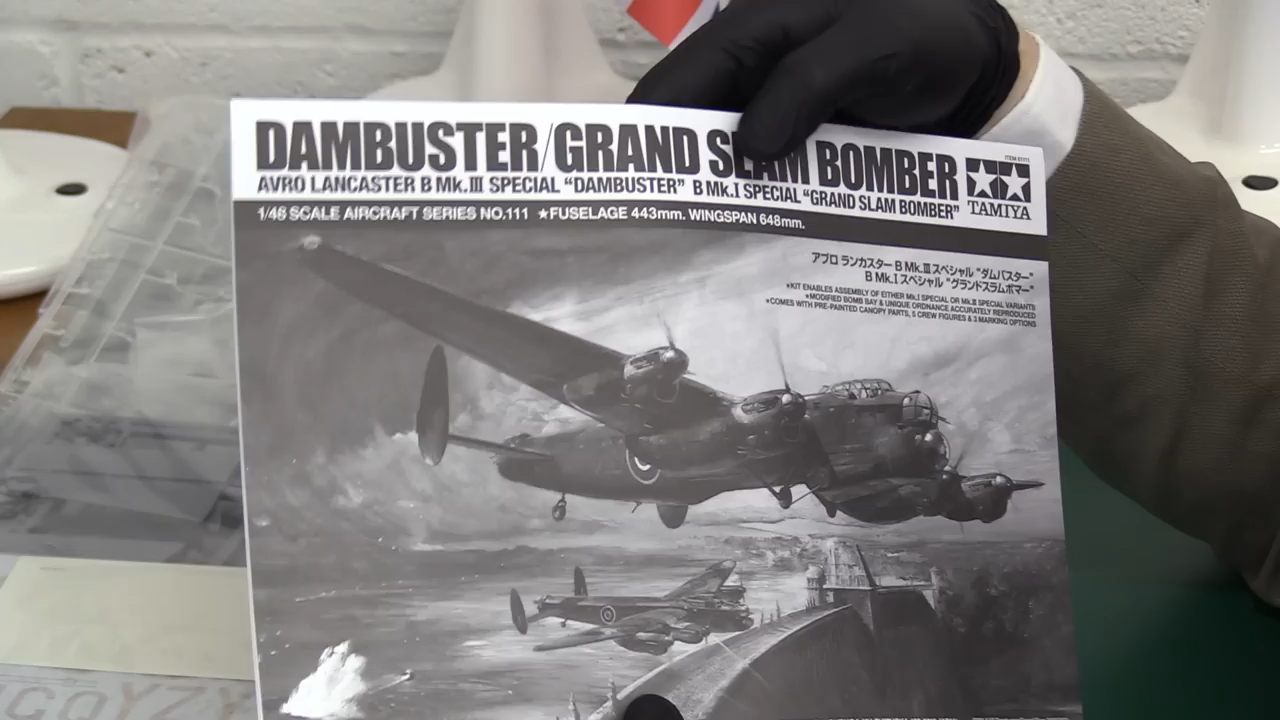 DAMBUSTER/GRAND SLAM BOMBER
AVRO LANCASTER B Mk.III SPECIAL “DAMBUSTER” B Mk.I SPECIAL “GRAND SLAM BOMBER”
ITEM 61111
TAMIYA
1/48 SCALE AIRCRAFT SERIES NO.111 ★FUSELAGE 443mm. WINGSPAN 648mm.
アブロ ランカスター B Mk.III スペシャル “ダムバスター”
B Mk.I スペシャル “グランドスラムボマー”
★KIT ENABLES ASSEMBLY OF EITHER Mk.I SPECIAL OR Mk.III SPECIAL VARIANTS
★MODIFIED BOMB BAY & UNIQUE ORDNANCE ACCURATELY REPRODUCED
★COMES WITH PRE-PAINTED CANOPY PARTS, 5 CREW FIGURES & 3 MARKING OPTIONS